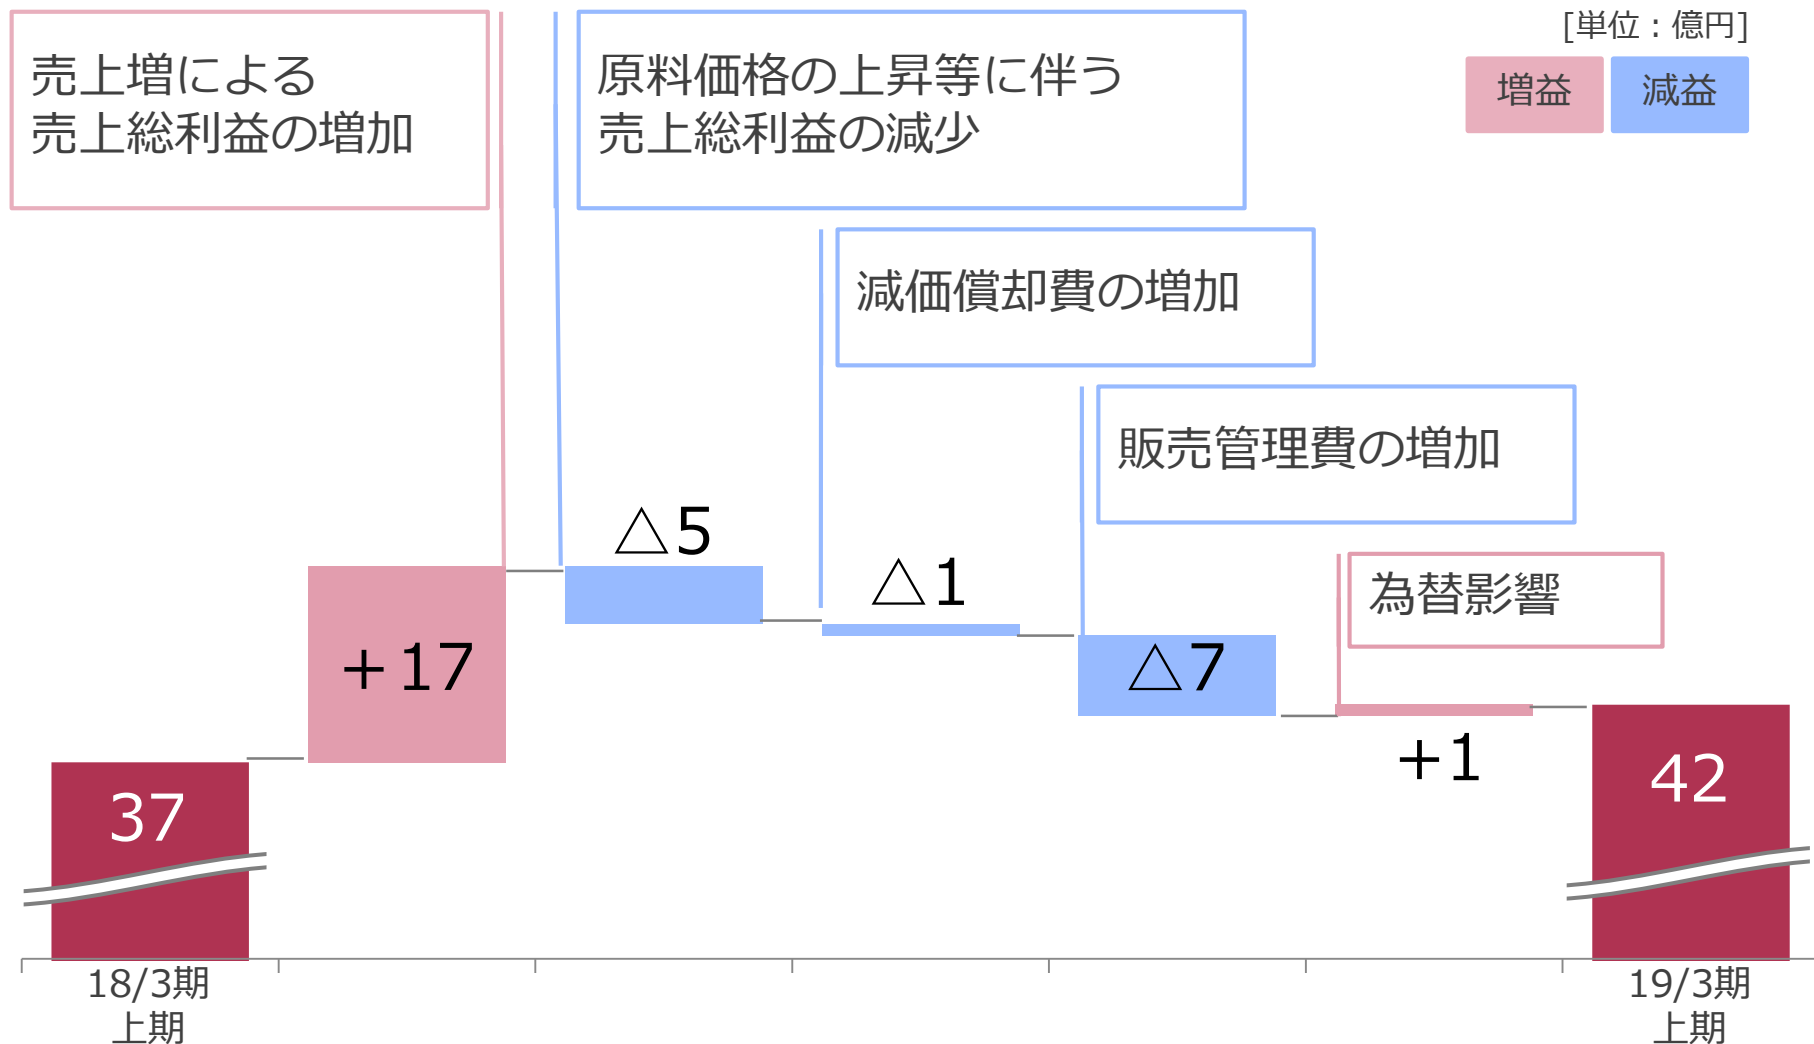 [単位：億円]
増益
減益
売上増による
売上総利益の増加
原料価格の上昇等に伴う
売上総利益の減少
減価償却費の増加
販売管理費の増加
為替影響
37
+17
△5
△1
△7
+1
42
18/3期
上期
19/3期
上期